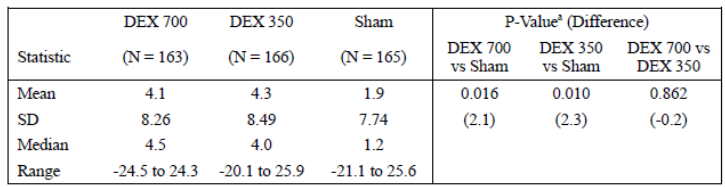 DEX 700 DEX 350 Sham P-Valueᵃ (Difference)
Statistic (N = 163) (N = 166) (N = 165) DEX 700 vs Sham DEX 350 vs Sham DEX 700 vs DEX 350
Mean 4.1 4.3 1.9 0.016 0.010 0.862
SD 8.26 8.49 7.74 (2.1) (2.3) (-0.2)
Median 4.5 4.0 1.2
Range -24.5 to 24.3 -20.1 to 25.9 -21.1 to 25.6